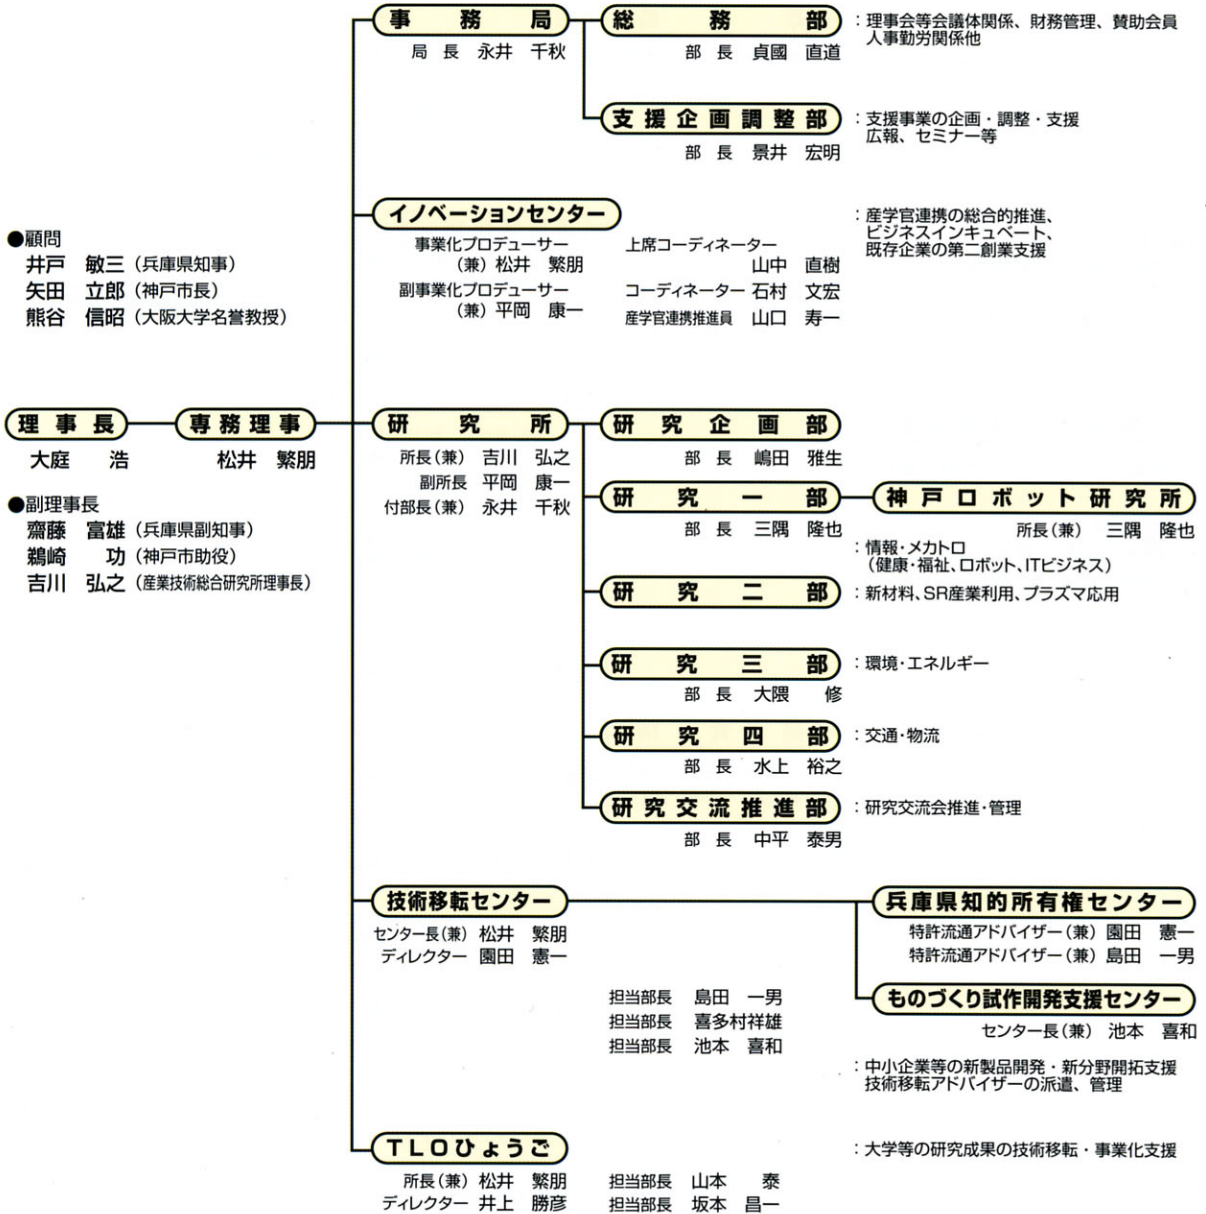 事務局
局長 永井 千秋
総務部
部長 貞國 直道
：理事会等会議体関係、財務管理、賛助会員
人事勤労関係他
支援企画調整部
部長 景井 宏明
：支援事業の企画・調整・支援
広報、セミナー等
イノベーションセンター
事業化プロデューサー
（兼）松井 繁朋
副事業化プロデューサー
（兼）平岡 康一
上席コーディネーター
山中 直樹
コーディネーター 石村 文宏
産学官連携推進員 山口 寿一
：産学官連携の総合的推進、
ビジネスインキュベート、
既存企業の第二創業支援
●顧問
井戸 敏三（兵庫県知事）
矢田 立郎（神戸市長）
熊谷 信昭（大阪大学名誉教授）
理事長
大庭 浩
専務理事
松井 繁朋
●副理事長
齋藤 富雄（兵庫県副知事）
鵜崎 功（神戸市助役）
吉川 弘之（産業技術総合研究所理事長）
研究所
所長（兼） 吉川 弘之
副所長 平岡 康一
付部長（兼） 永井 千秋
研究企画部
部長 嶋田 雅生
研究一部
部長 三隅 隆也
神戸ロボット研究所
所長（兼） 三隅 隆也
：情報・メカトロ
（健康・福祉、ロボット、ITビジネス）
研究二部
：新材料、SR産業利用、プラズマ応用
研究三部
部長 大隈 修
：環境・エネルギー
研究四部
部長 水上 裕之
：交通・物流
研究交流推進部
部長 中平 泰男
：研究交流会推進・管理
技術移転センター
センター長（兼） 松井 繁朋
ディレクター 園田 憲一
担当部長 島田 一男
担当部長 喜多村祥雄
担当部長 池本 喜和
兵庫県知的所有権センター
特許流通アドバイザー（兼）園田 憲一
特許流通アドバイザー（兼）島田 一男
ものづくり試作開発支援センター
センター長（兼） 池本 喜和
：中小企業等の新製品開発・新分野開拓支援
技術移転アドバイザーの派遣、管理
TLOひょうご
所長（兼） 松井 繁朋
ディレクター 井上 勝彦
担当部長 山本 泰
担当部長 坂本 昌一
：大学等の研究成果の技術移転・事業化支援